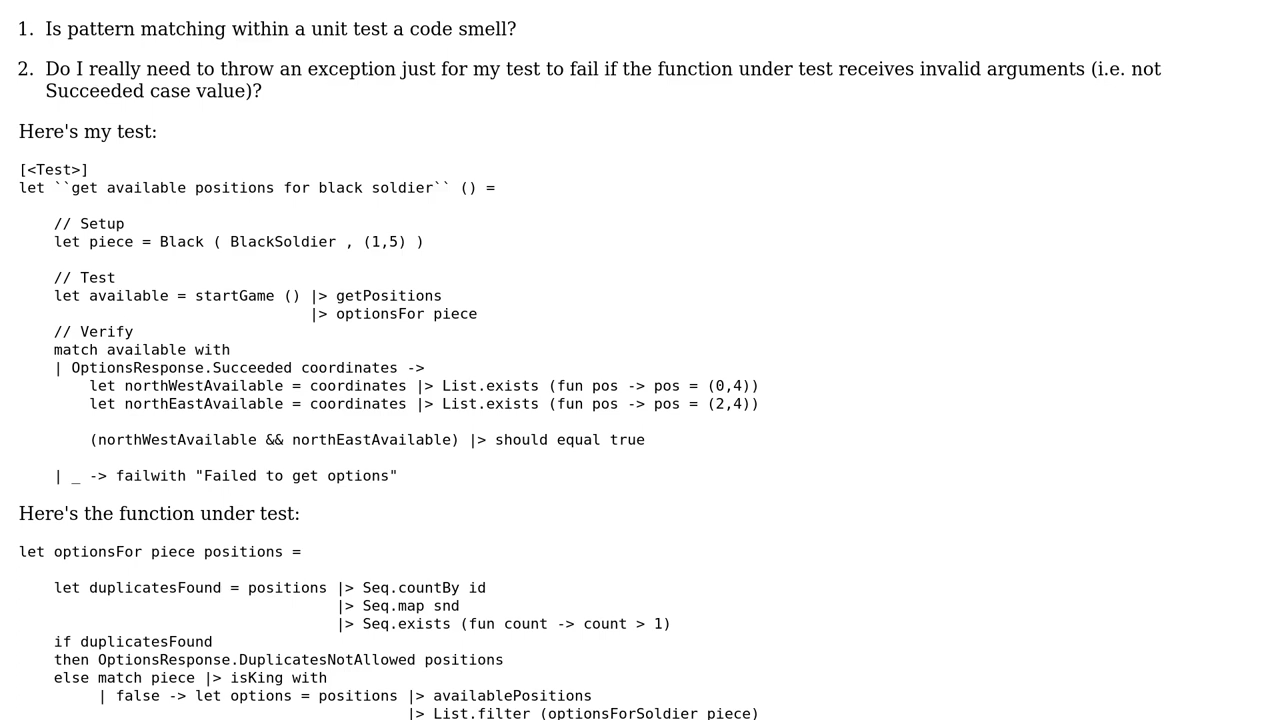 1. Is pattern matching within a unit test a code smell?
2. Do I really need to throw an exception just for my test to fail if the function under test receives invalid arguments (i.e. not
Succeeded case value)?
Here's my test:
[<Test>]
let ``get available positions for black soldier`` () =
    // Setup
    let piece = Black ( BlackSoldier , (1,5) )
    // Test
    let available = startGame () |> getPositions
                                 |> optionsFor piece
    // Verify
    match available with
    | OptionsResponse.Succeeded coordinates ->
        let northWestAvailable = coordinates |> List.exists (fun pos -> pos = (0,4))
        let northEastAvailable = coordinates |> List.exists (fun pos -> pos = (2,4))
        (northWestAvailable && northEastAvailable) |> should equal true
    | _ -> failwith "Failed to get options"
Here's the function under test:
let optionsFor piece positions =
    let duplicatesFound = positions |> Seq.countBy id
                                    |> Seq.map snd
                                    |> Seq.exists (fun count -> count > 1)
    if duplicatesFound
    then OptionsResponse.DuplicatesNotAllowed positions
    else match piece |> isKing with
         | false -> let options = positions |> availablePositions
                                            |> List.filter (optionsForSoldier piece)